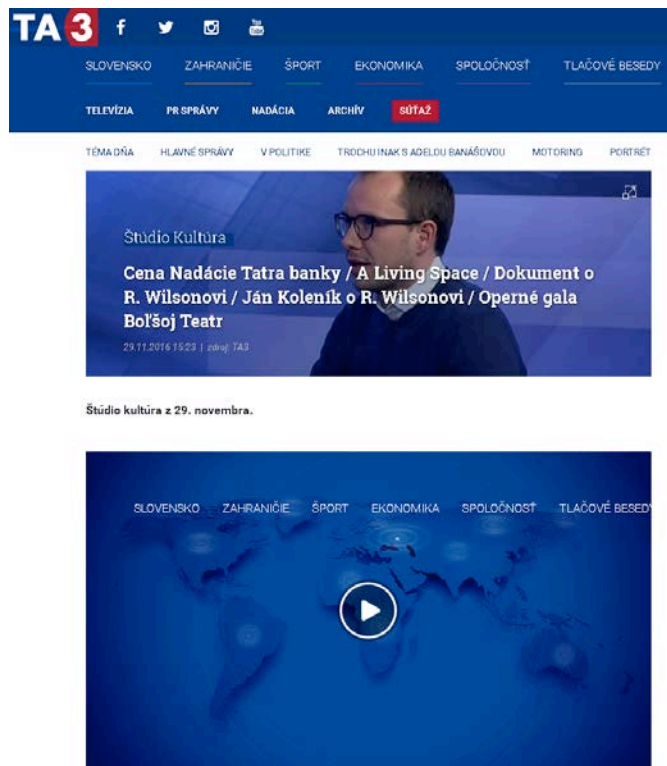 TA3
You Tube
SLOVENSKO ZAHRANIČIE ŠPORT EKONOMIKA SPOLOČNOSŤ TLAČOVÉ BESEDY
TELEVÍZIA PR SPRÁVY NADÁCIA ARCHÍV SÚŤAŽ
TÉMA DŇA HLAVNÉ SPRÁVY V POLITIKE TROCHU INAK S ADELOU BANÁŠOVOU MOTORING PORTRÉT
Štúdio Kultúra
Cena Nadácie Tatra banky / A Living Space / Dokument o
R. Wilsonovi / Ján Koleník o R. Wilsonovi / Operné gala
Boľšoj Teatr
29.11.2016 15:23 | zdroj: TA3
Štúdio kultúra z 29. novembra.
SLOVENSKO ZAHRANIČIE ŠPORT EKONOMIKA SPOLOČNOSŤ TLAČOVÉ BESEDY